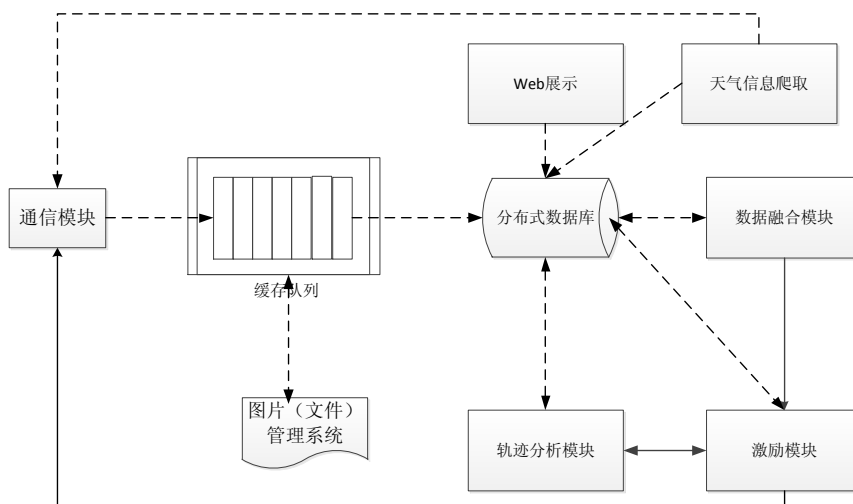 Web展示
天气信息爬取
通信模块
分布式数据库
数据融合模块
缓存队列
图片（文件）
管理系统
轨迹分析模块
激励模块